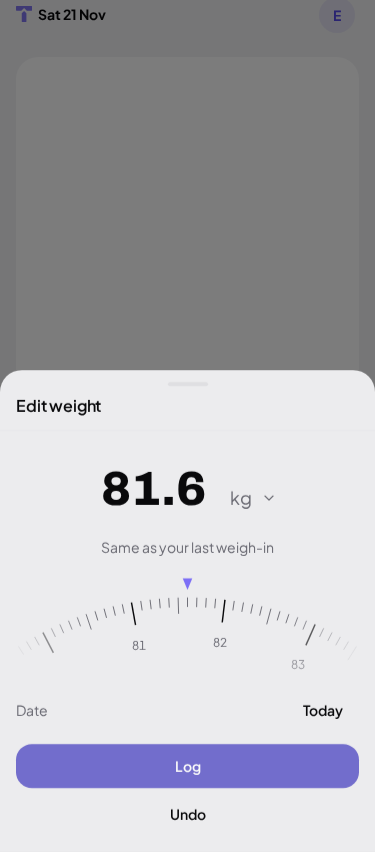 Sat 21 Nov
E
Edit weight
81.6 kg
Same as your last weigh-in
81
82
83
Date Today
Log
Undo